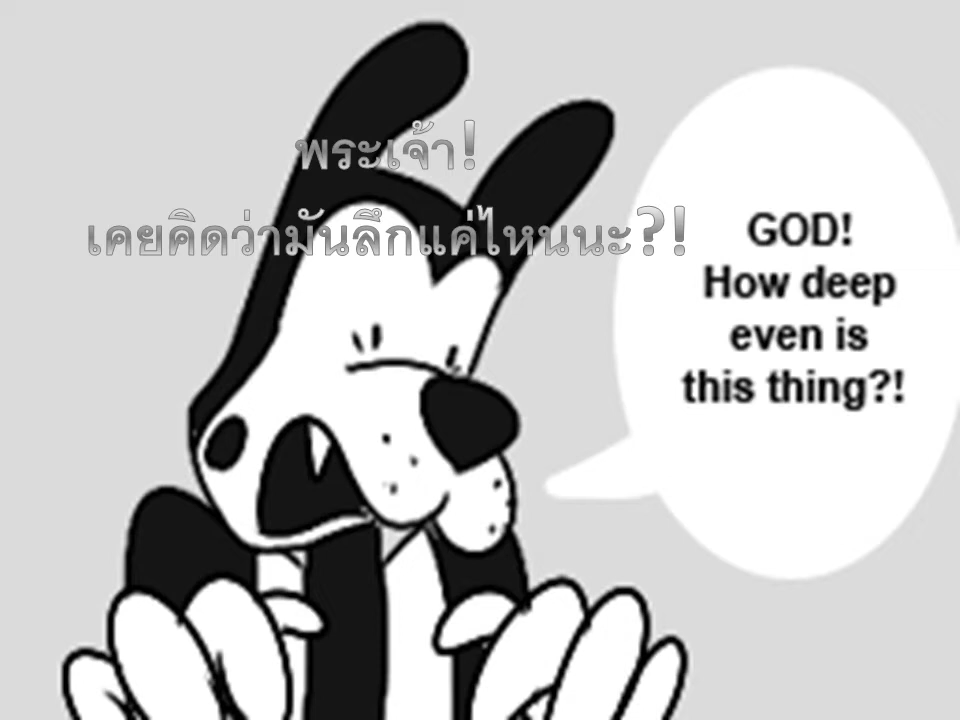 พระเจ้า!
เคยคิดว่ามันลึกแค่ไหนนะ?!
GOD!
How deep
even is
this thing?!